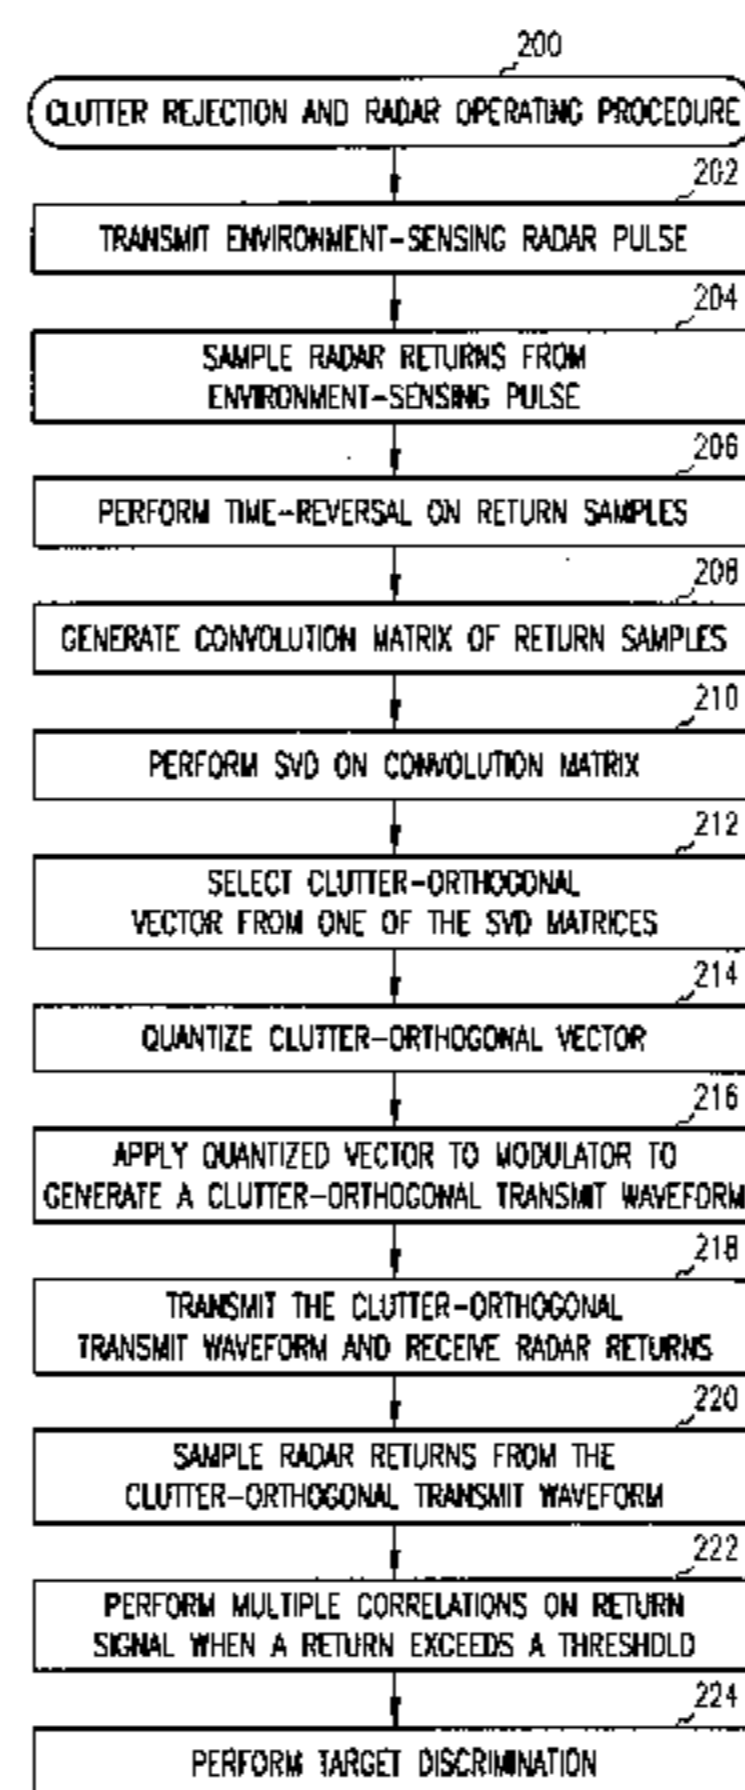 200
CLUTTER REJECTION AND RADAR OPERATING PROCEDURE
202
TRANSMIT ENVIRONMENT-SENSING RADAR PULSE
204
SAMPLE RADAR RETURNS FROM
ENVIRONMENT-SENSING PULSE
206
PERFORM TIME-REVERSAL ON RETURN SAMPLES
208
GENERATE CONVOLUTION MATRIX OF RETURN SAMPLES
210
PERFORM SVD ON CONVOLUTION MATRIX
212
SELECT CLUTTER-ORTHOGONAL
VECTOR FROM ONE OF THE SVD MATRICES
214
QUANTIZE CLUTTER-ORTHOGONAL VECTOR
216
APPLY QUANTIZED VECTOR TO MODULATOR TO
GENERATE A CLUTTER-ORTHOGONAL TRANSMIT WAVEFORM
218
TRANSMIT THE CLUTTER-ORTHOGONAL
TRANSMIT WAVEFORM AND RECEIVE RADAR RETURNS
220
SAMPLE RADAR RETURNS FROM THE
CLUTTER-ORTHOGONAL TRANSMIT WAVEFORM
222
PERFORM MULTIPLE CORRELATIONS ON RETURN
SIGNAL WHEN A RETURN EXCEEDS A THRESHOLD
224
PERFORM TARGET DISCRIMINATION